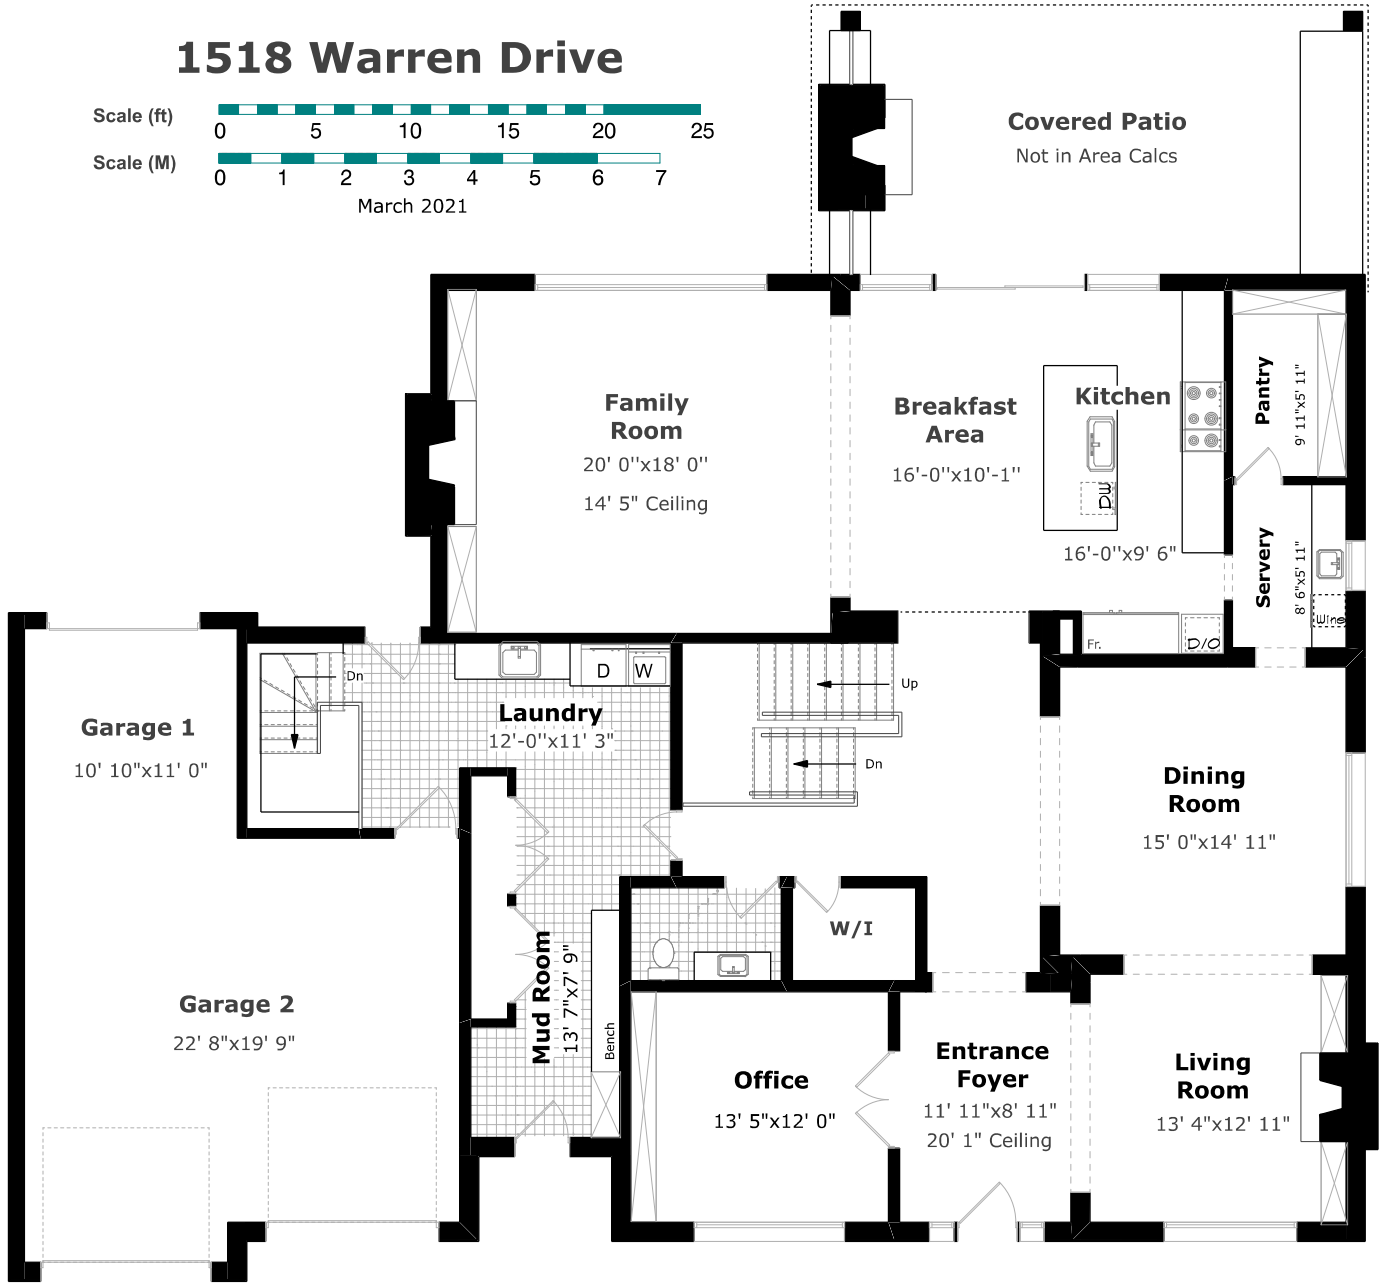 1518 Warren Drive
Scale (ft)
0 5 10 15 20 25
Scale (M)
0 1 2 3 4 5 6 7
March 2021
Covered Patio
Not in Area Calcs
Family
Room
20' 0''x18' 0''
14' 5" Ceiling
Breakfast
Area
16'-0''x10'-1''
Kitchen
DW
16'-0''x9' 6"
Pantry
9' 11"x5' 11"
Servery
8' 6"x5' 11"
Wine
Fr.
D/O
Dn
D W
Laundry
12'-0''x11' 3"
Up
Dn
Garage 1
10' 10"x11' 0"
Dining
Room
15' 0"x14' 11"
W/I
Mud Room
13' 7"x7' 9"
Bench
Garage 2
22' 8"x19' 9"
Office
13' 5"x12' 0"
Entrance
Foyer
11' 11"x8' 11"
20' 1" Ceiling
Living
Room
13' 4"x12' 11"